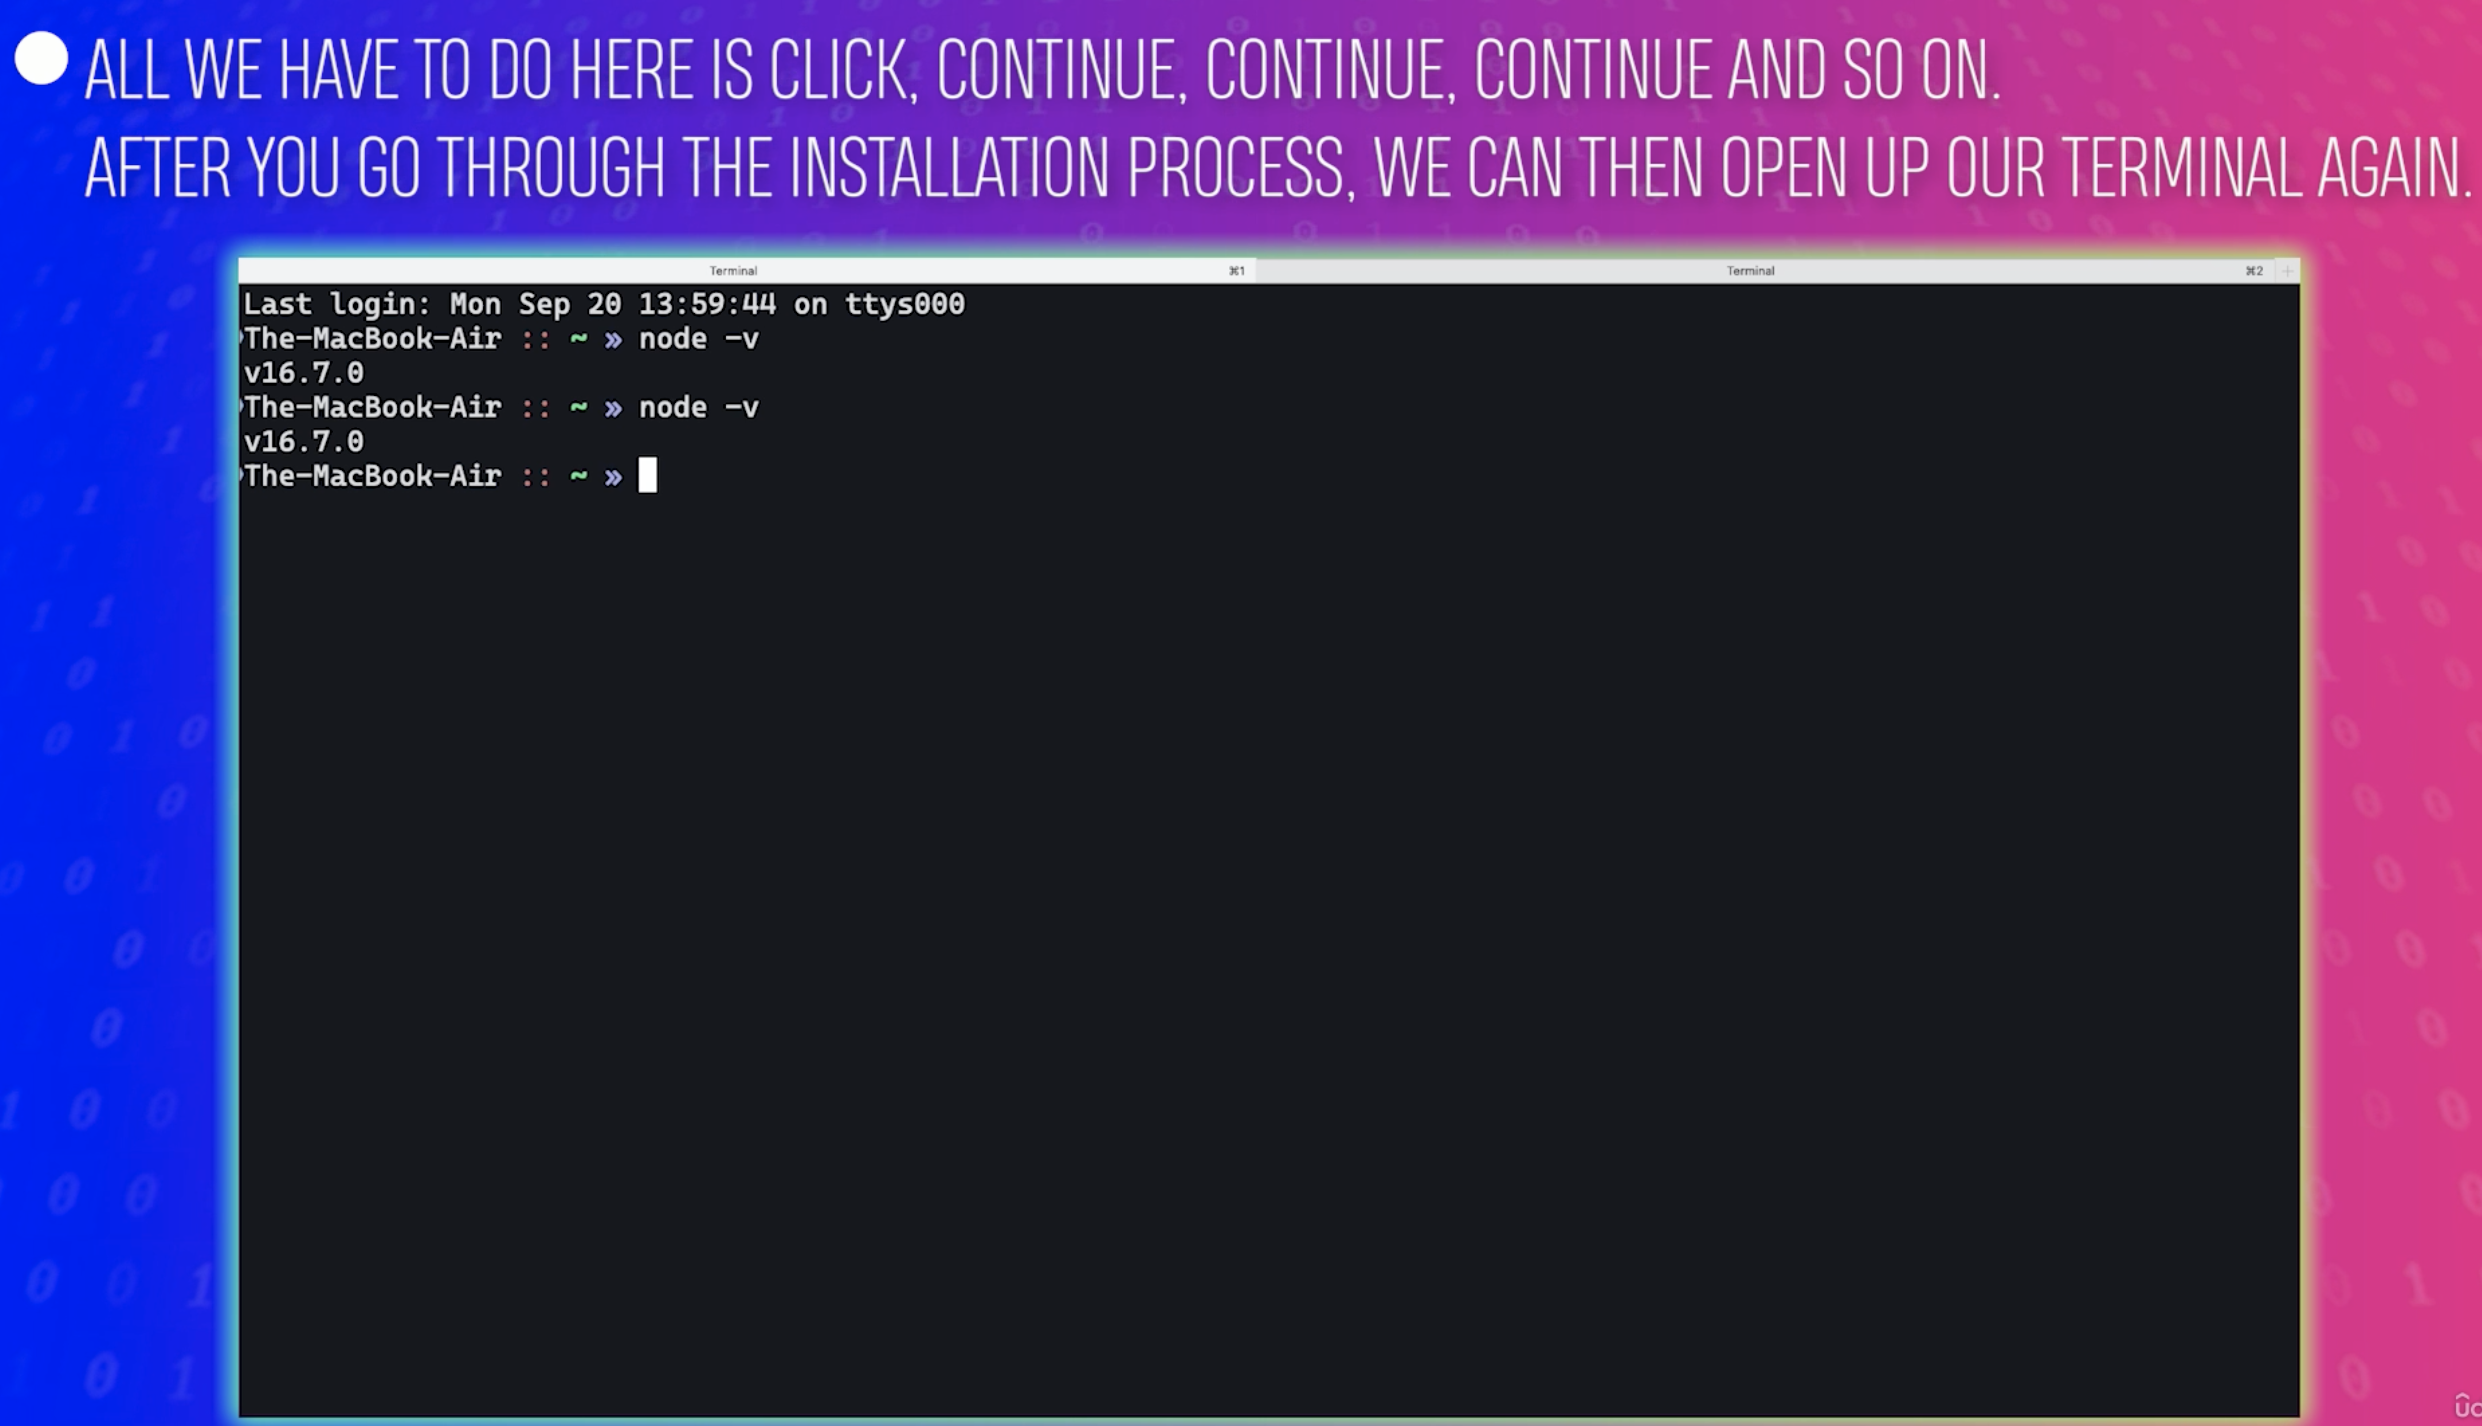 ALL WE HAVE TO DO HERE IS CLICK, CONTINUE, CONTINUE, CONTINUE AND SO ON.
AFTER YOU GO THROUGH THE INSTALLATION PROCESS, WE CAN THEN OPEN UP OUR TERMINAL AGAIN.
Terminal ⌘1 Terminal ⌘2 +
Last login: Mon Sep 20 13:59:44 on ttys000
The-MacBook-Air :: ~ » node -v
v16.7.0
The-MacBook-Air :: ~ » node -v
v16.7.0
The-MacBook-Air :: ~ »